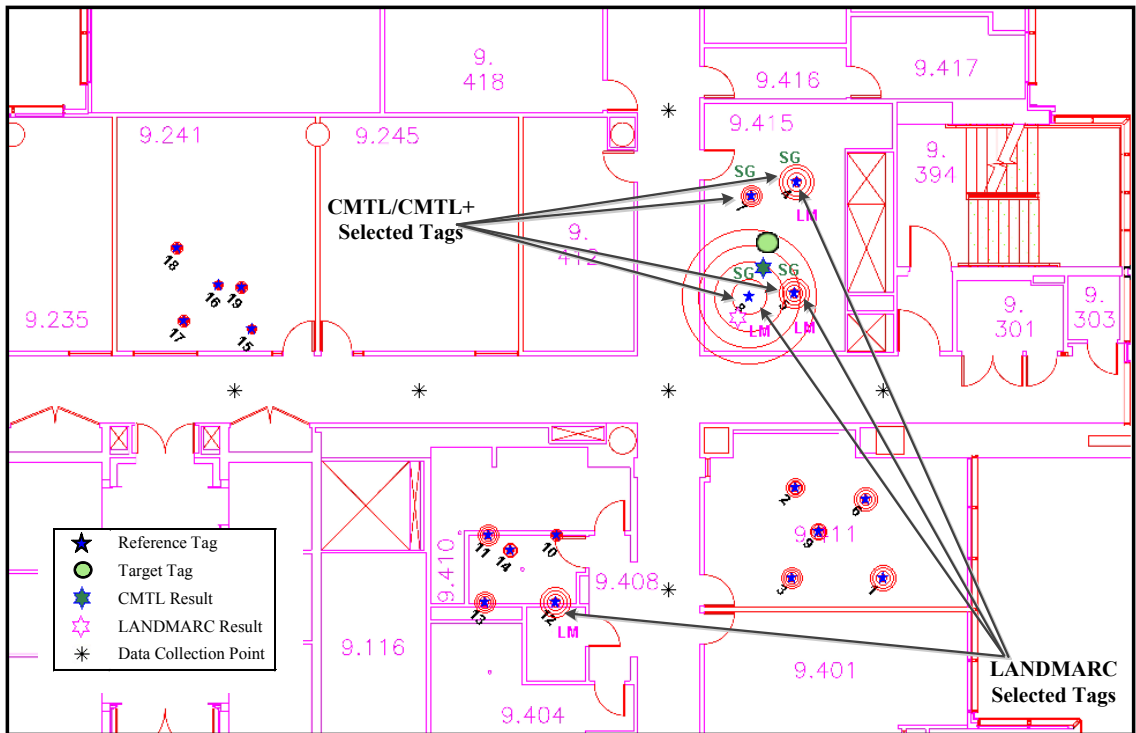 9.
418
9.416
9.417
9.241
9.245
9.415
9.
394
SG
SG
4
LM
CMTL/CMTL+
Selected Tags
9.
412
18
16
19
17
15
9.235
SG
SG
8
5
LM
LM
9.
301
9.
303
2
6
9.411
9
3
1
11
10
14
9.410
9.408
13
12
LM
9.116
9.404
9.401
Reference Tag
Target Tag
CMTL Result
LANDMARC Result
Data Collection Point
LANDMARC
Selected Tags